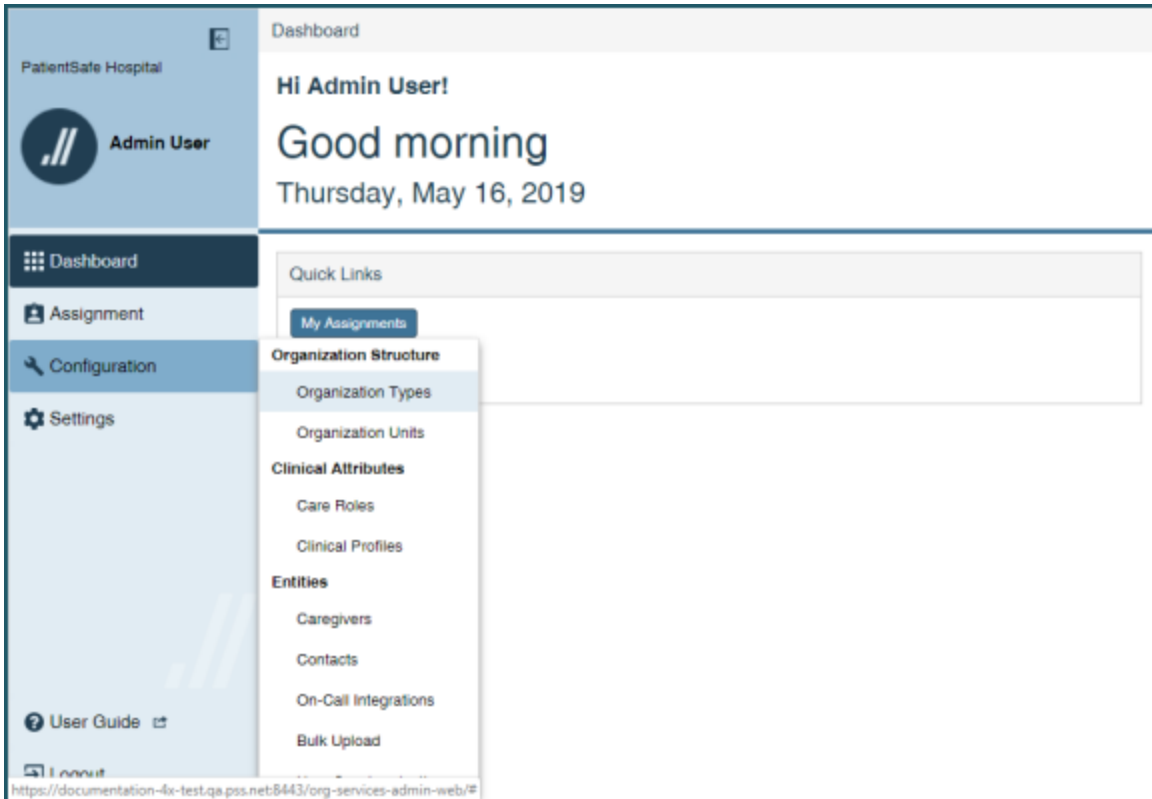 PatientSafe Hospital
Admin User
Dashboard
Assignment
Configuration
Settings
User Guide
Logout
Dashboard
Hi Admin User!
Good morning
Thursday, May 16, 2019
Quick Links
My Assignments
Organization Structure
Organization Types
Organization Units
Clinical Attributes
Care Roles
Clinical Profiles
Entities
Caregivers
Contacts
On-Call Integrations
Bulk Upload
https://documentation-4x-test.qa.pss.net:8443/org-services-admin-web/#